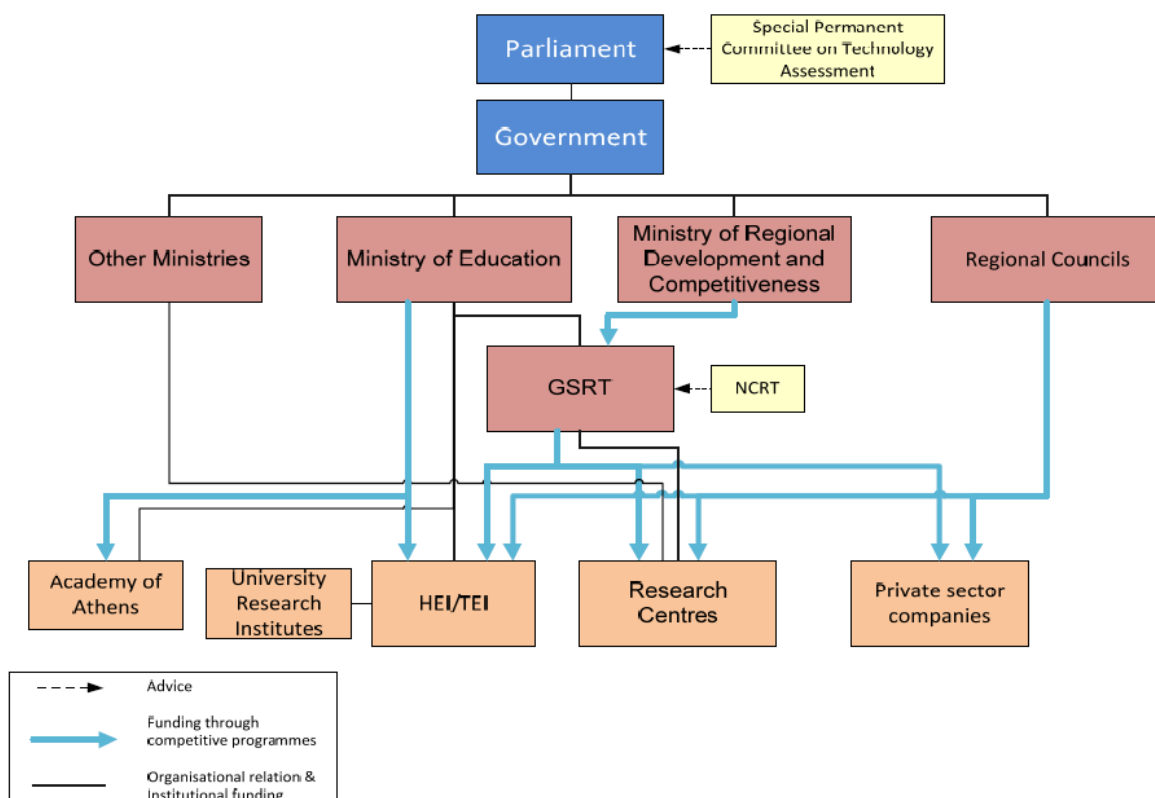 Parliament
Special Permanent
Committee on Technology
Assessment
Government
Other Ministries
Ministry of Education
Ministry of Regional
Development and
Competitiveness
Regional Councils
GSRT
NCRT
Academy of
Athens
University
Research
Institutes
HEI/TEI
Research
Centres
Private sector
companies
Advice
Funding through
competitive programmes
Organisational relation &
Institutional funding